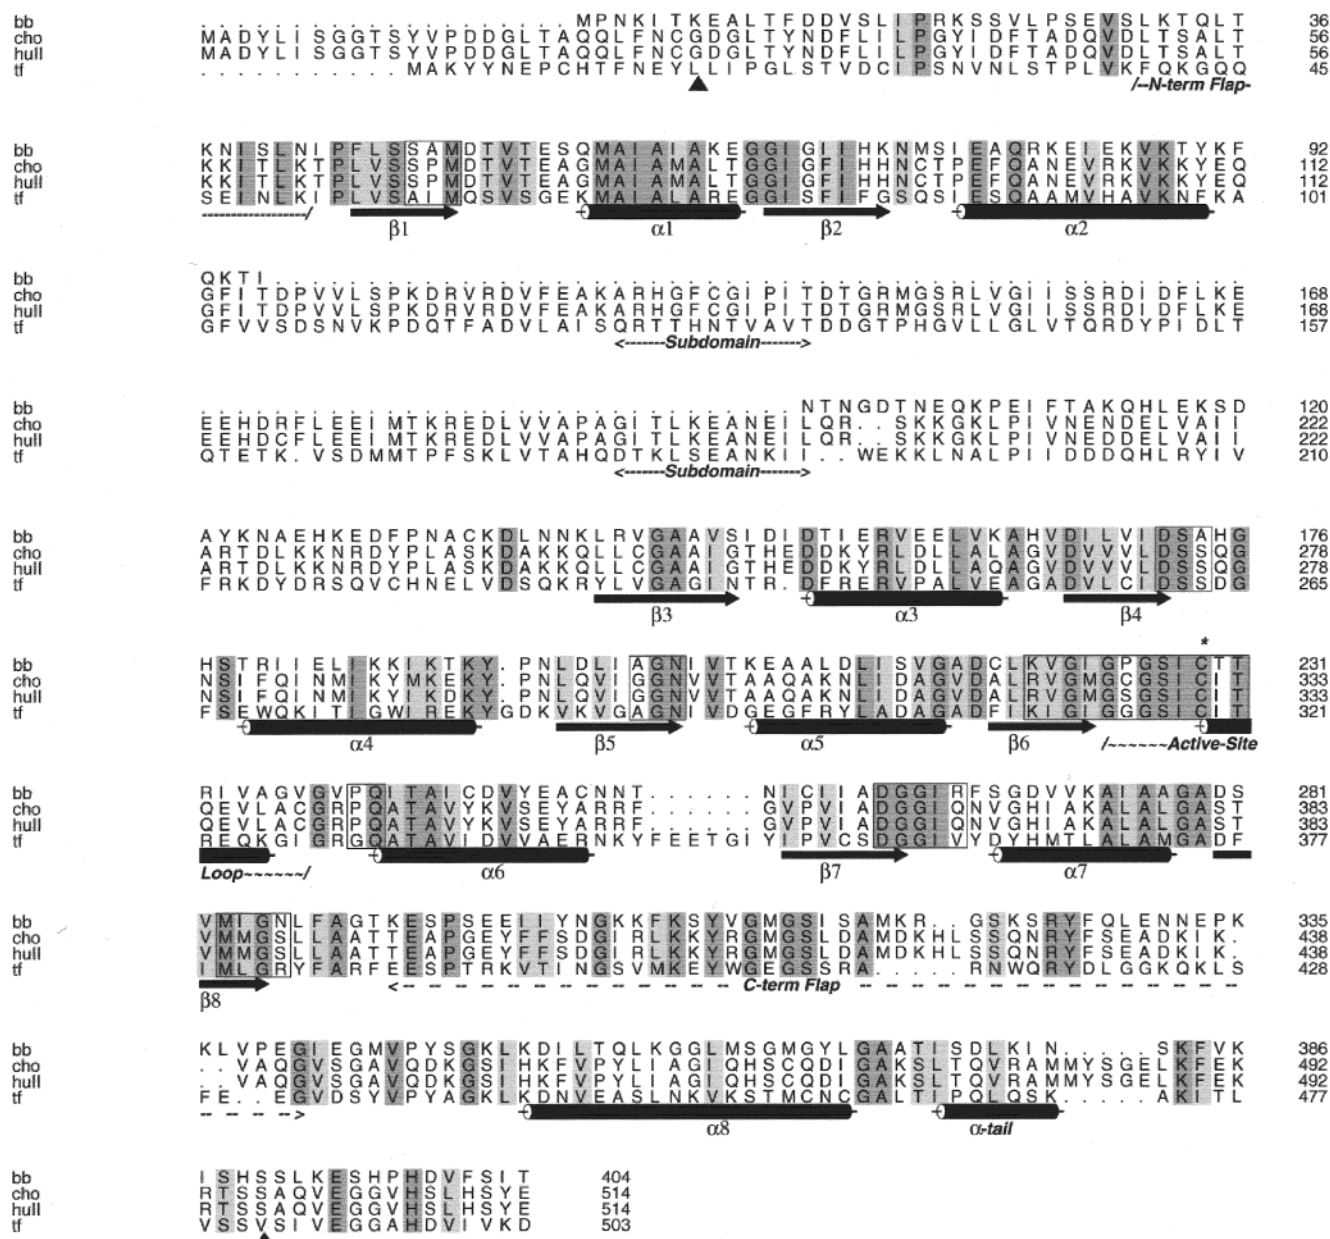 bb . . . . . . . . . . . . . . . . . . . . M P N K I T K E A L T F D D V S L I P R K S S V L P S E V S L K T Q L T 36
cho M A D Y L I S G G T S Y V P D D G L T A Q Q L F N C G D G L T Y N D F L I L P G Y I D F T A D Q V D L T S A L T 56
hull M A D Y L I S G G T S Y V P D D G L T A Q Q L F N C G D G L T Y N D F L I L P G Y I D F T A D Q V D L T S A L T 56
tf . . . . . . . . . . . M A K Y Y N E P C H T F N E Y L L I P G L S T V D C I P S N V N L S T P L V K F Q K G Q Q 45
/--N-term Flap-
bb K N I S L N I P F L S S A M D T V T E S Q M A I A I A K E G G I G I I H K N M S I E A Q R K E I E K V K T Y K F 92
cho K K I T L K T P L V S S P M D T V T E A G M A I A M A L T G G I G F I H H N C T P E F Q A N E V R K V K K Y E Q 112
hull K K I T L K T P L V S S P M D T V T E A G M A I A M A L T G G I G F I H H N C T P E F Q A N E V R K V K K Y E Q 112
tf S E I N L K I P L V S A I M Q S V S G E K M A I A L A R E G G I S F I F G S Q S I E S Q A A M V H A V K N F K A 101
--------------/ β1 α1 β2 α2
bb Q K T I . . . . . . . . . . . . . . . . . . . . . . . . . . . . . . . . . . . . . . . . . . . . . . . . . . . .
cho G F I T D P V V L S P K D R V R D V F E A K A R H G F C G I P I T D T G R M G S R L V G I I S S R D I D F L K E 168
hull G F I T D P V V L S P K D R V R D V F E A K A R H G F C G I P I T D T G R M G S R L V G I I S S R D I D F L K E 168
tf G F V V S D S N V K P D Q T F A D V L A I S Q R T T H N T V A V T D D G T P H G V L L G L V T Q R D Y P I D L T 157
<-------Subdomain------>
bb . . . . . . . . . . . . . . . . . . . . . . . . . . . . . . . . N T N G D T N E Q K P E I F T A K Q H L E K S D 120
cho E E H D R F L E E I M T K R E D L V V A P A G I T L K E A N E I L Q R . . S K K G K L P I V N E N D E L V A I I 222
hull E E H D C F L E E I M T K R E D L V V A P A G I T L K E A N E I L Q R . . S K K G K L P I V N E D D E L V A I I 222
tf Q T E T K . V S D M M T P F S K L V T A H Q D T K L S E A N K I I . . W E K K L N A L P I I D D D Q H L R Y I V 210
<-------Subdomain------>
bb A Y K N A E H K E D F P N A C K D L N N K L R V G A A V S I D I D T I E R V E E L V K A H V D I L V I D S A H G 176
cho A R T D L K K N R D Y P L A S K D A K K Q L L C G A A I G T H E D D K Y R L D L L A L A G V D V V V L D S S Q G 278
hull A R T D L K K N R D Y P L A S K D A K K Q L L C G A A I G T H E D D K Y R L D L L A Q A G V D V V V L D S S Q G 278
tf F R K D Y D R S Q V C H N E L V D S Q K R Y L V G A G I N T R . D F R E R V P A L V E A G A D V L C I D S S D G 265
β3 α3 β4
*
bb H S T R I I E L I K K I K T K Y . P N L D L I A G N I V T K E A A L D L I S V G A D C L K V G I G P G S I C T T 231
cho N S I F Q I N M I K Y M K E K Y . P N L Q V I G G N V V T A A Q A K N L I D A G V D A L R V G M G C G S I C I T 333
hull N S I F Q I N M I K Y I K D K Y . P N L Q V I G G N V V T A A Q A K N L I D A G V D A L R V G M G S G S I C I T 333
tf F S E W Q K I T I G W I R E K Y G D K V K V G A G N I V D G E G F R Y L A D A G A D F I K I G I G G G S I C I T 321
α4 β5 α5 β6 /~~~~~~Active-Site
bb R I V A G V G V P Q I T A I C D V Y E A C N N T . . . . . . N I C I I A D G G I R F S G D V V K A I A A G A D S 281
cho Q E V L A C G R P Q A T A V Y K V S E Y A R R F . . . . . . G V P V I A D G G I Q N V G H I A K A L A L G A S T 383
hull Q E V L A C G R P Q A T A V Y K V S E Y A R R F . . . . . . G V P V I A D G G I Q N V G H I A K A L A L G A S T 383
tf R E Q K G I G R G Q A T A V I D V V A E R N K Y F E E T G I Y I P V C S D G G I V Y D Y H M T L A L A M G A D F 377
Loop~~~~~~/ α6 β7 α7
bb V M I G N L F A G T K E S P S E E I I Y N G K K F K S Y V G M G S I S A M K R . . G S K S R Y F Q L E N N E P K 335
cho V M M G S L L A A T T E A P G E Y F F S D G I R L K K Y R G M G S L D A M D K H L S S Q N R Y F S E A D K I K . 438
hull V M M G S L L A A T T E A P G E Y F F S D G I R L K K Y R G M G S L D A M D K H L S S Q N R Y F S E A D K I K . 438
tf I M L G R Y F A R F E E S P T R K V T I N G S V M K E Y W G E G S S R A . . . . . R N W Q R Y D L G G K Q K L S 428
β8 <- -- -- -- -- -- -- -- C-term Flap -- -- -- -- -- -- -- -- --
bb K L V P E G I E G M V P Y S G K L K D I L T Q L K G G L M S G M G Y L G A A T I S D L K I N . . . . . S K F V K 386
cho . . V A Q G V S G A V Q D K G S I H K F V P Y L I A G I Q H S C Q D I G A K S L T Q V R A M M Y S G E L K F E K 492
hull . . V A Q G V S G A V Q D K G S I H K F V P Y L I A G I Q H S C Q D I G A K S L T Q V R A M M Y S G E L K F E K 492
tf F E . . E G V D S Y V P Y A G K L K D N V E A S L N K V K S T M C N C G A L T I P Q L Q S K . . . . . A K I T L 477
-- -- -- -- > α8 α-tail
bb I S H S S L K E S H P H D V F S I T 404
cho R T S S A Q V E G G V H S L H S Y E 514
hull R T S S A Q V E G G V H S L H S Y E 514
tf V S S V S I V E G G A H D V I V K D 503